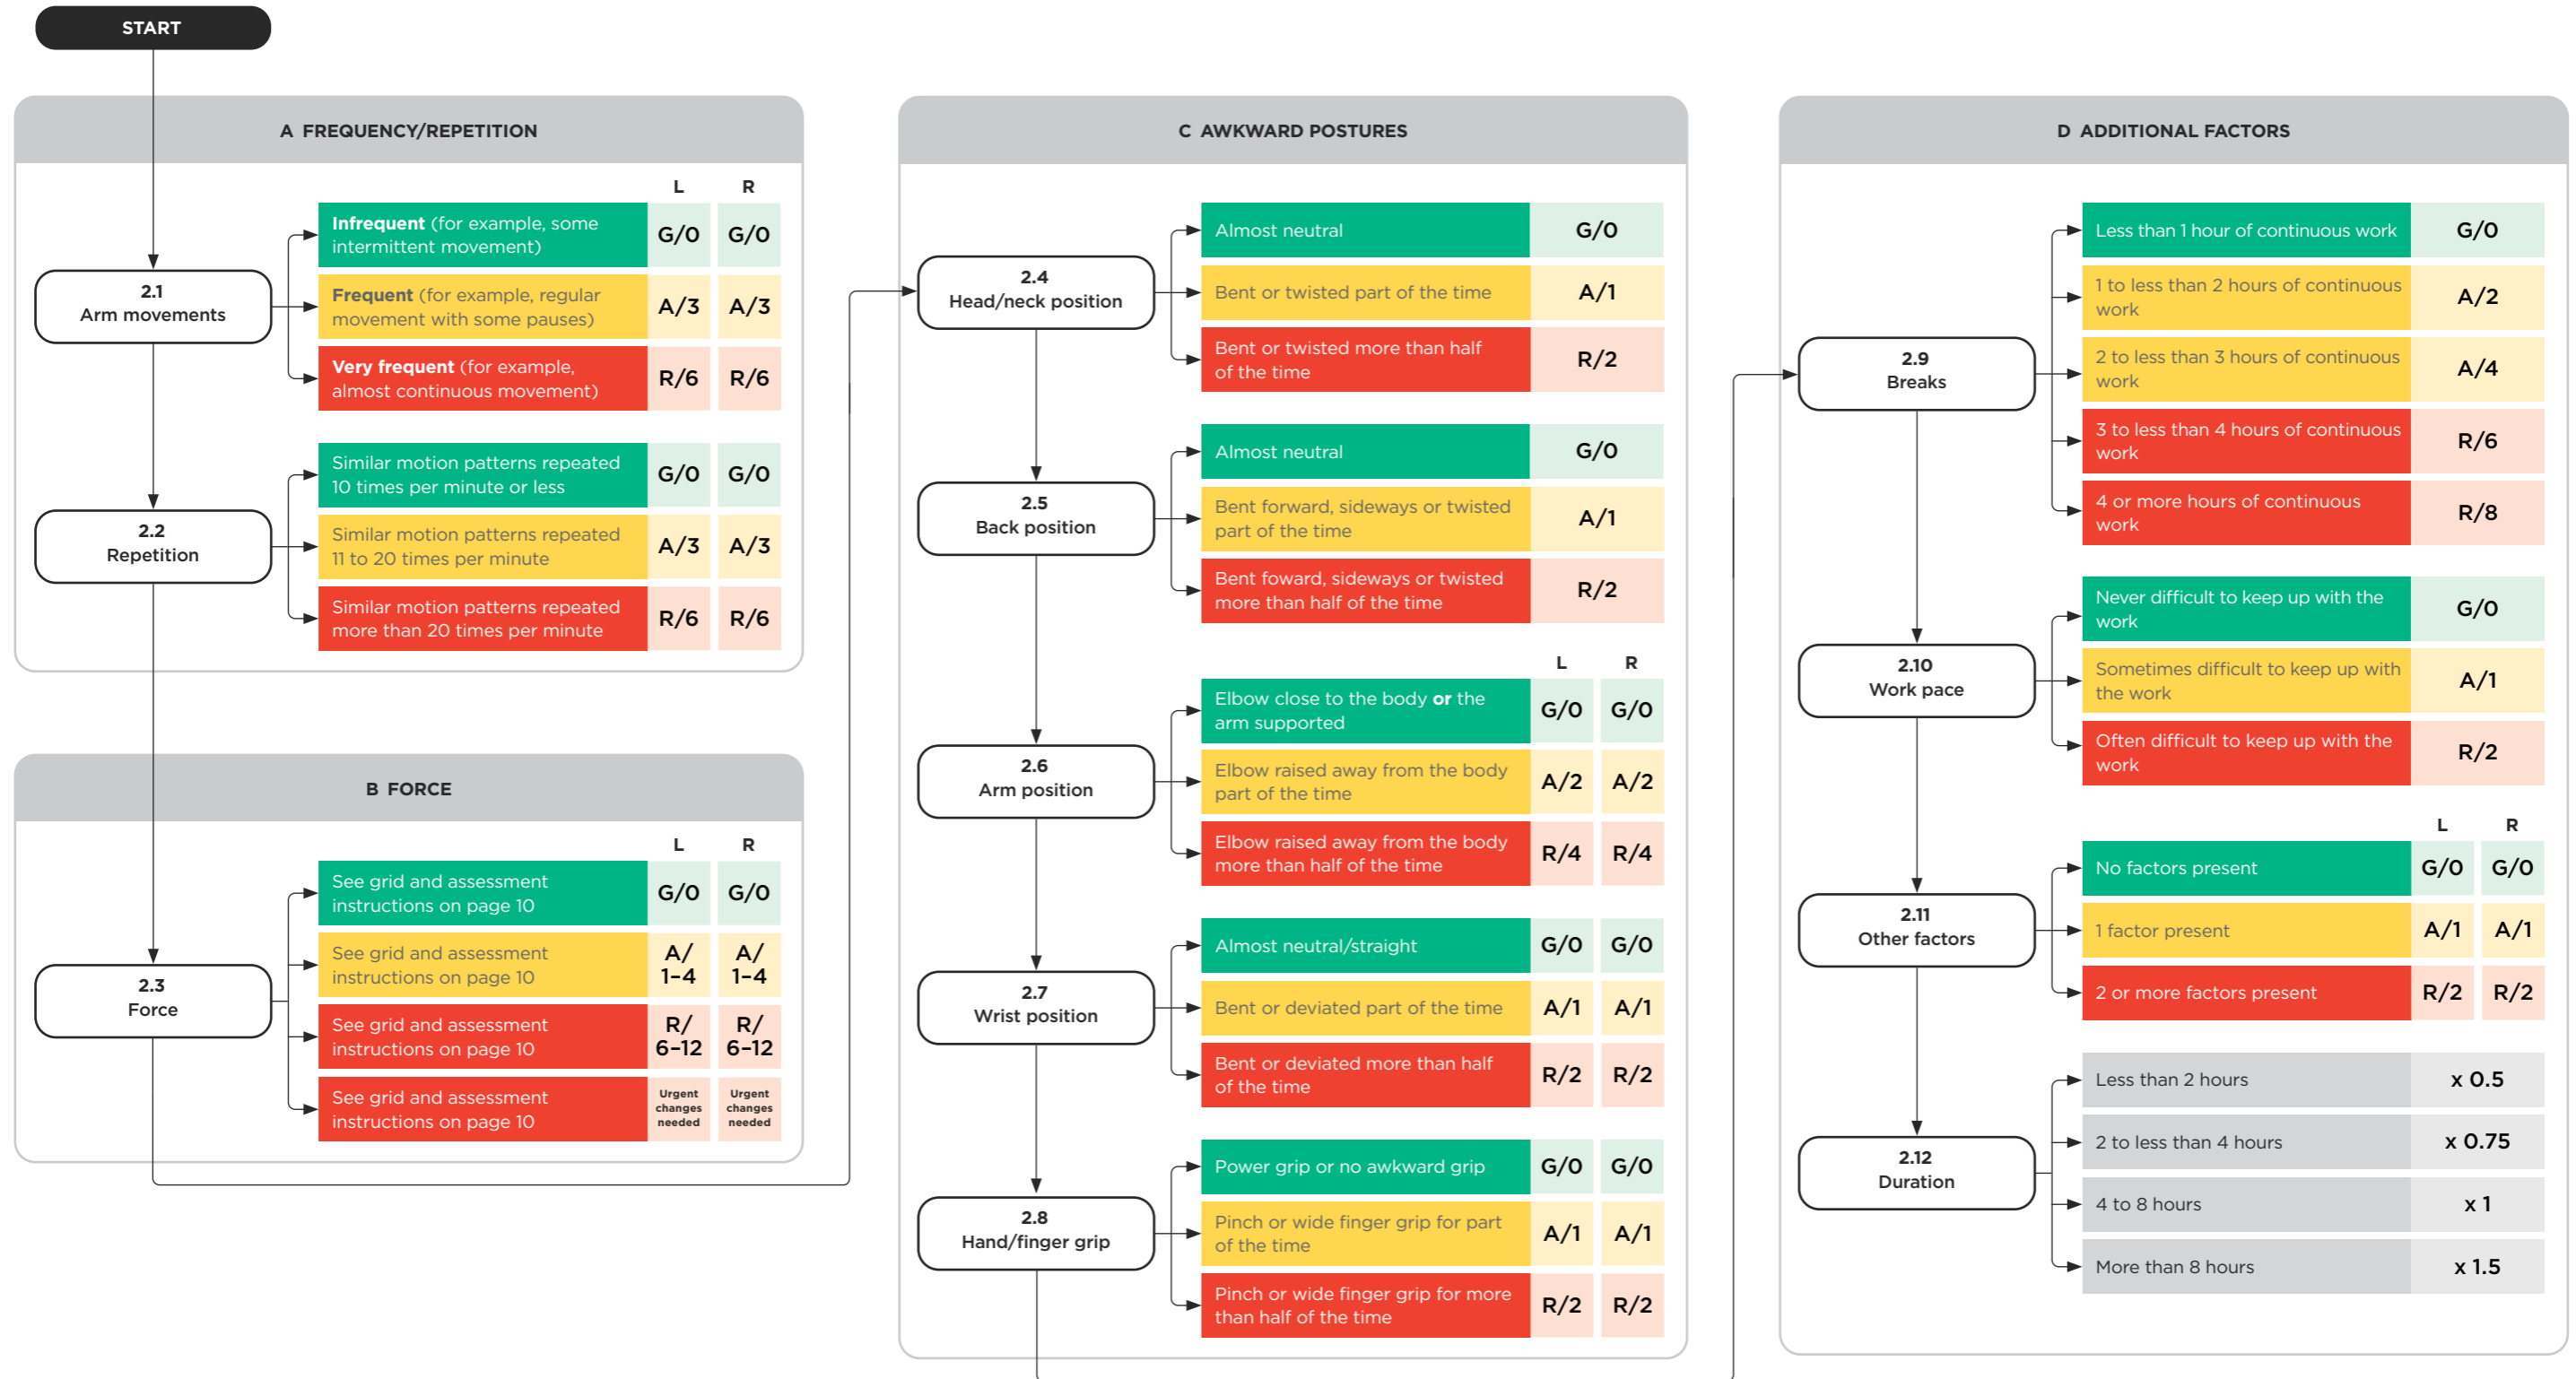 START
A FREQUENCY/REPETITION
L R
2.1
Arm movements
Infrequent (for example, some
intermittent movement)
G/0 G/0
Frequent (for example, regular
movement with some pauses)
A/3 A/3
Very frequent (for example,
almost continuous movement)
R/6 R/6
2.2
Repetition
Similar motion patterns repeated
10 times per minute or less
G/0 G/0
Similar motion patterns repeated
11 to 20 times per minute
A/3 A/3
Similar motion patterns repeated
more than 20 times per minute
R/6 R/6
B FORCE
L R
2.3
Force
See grid and assessment
instructions on page 10
G/0 G/0
See grid and assessment
instructions on page 10
A/ A/
1–4 1–4
See grid and assessment
instructions on page 10
R/ R/
6–12 6–12
See grid and assessment
instructions on page 10
Urgent Urgent
changes changes
needed needed
C AWKWARD POSTURES
2.4
Head/neck position
Almost neutral
G/0
Bent or twisted part of the time
A/1
Bent or twisted more than half
of the time
R/2
2.5
Back position
Almost neutral
G/0
Bent forward, sideways or twisted
part of the time
A/1
Bent foward, sideways or twisted
more than half of the time
R/2
L R
2.6
Arm position
Elbow close to the body or the
arm supported
G/0 G/0
Elbow raised away from the body
part of the time
A/2 A/2
Elbow raised away from the body
more than half of the time
R/4 R/4
2.7
Wrist position
Almost neutral/straight
G/0 G/0
Bent or deviated part of the time
A/1 A/1
Bent or deviated more than half
of the time
R/2 R/2
2.8
Hand/finger grip
Power grip or no awkward grip
G/0 G/0
Pinch or wide finger grip for part
of the time
A/1 A/1
Pinch or wide finger grip for more
than half of the time
R/2 R/2
D ADDITIONAL FACTORS
2.9
Breaks
Less than 1 hour of continuous work
G/0
1 to less than 2 hours of continuous
work
A/2
2 to less than 3 hours of continuous
work
A/4
3 to less than 4 hours of continuous
work
R/6
4 or more hours of continuous
work
R/8
2.10
Work pace
Never difficult to keep up with the
work
G/0
Sometimes difficult to keep up with
the work
A/1
Often difficult to keep up with the
work
R/2
L R
2.11
Other factors
No factors present
G/0 G/0
1 factor present
A/1 A/1
2 or more factors present
R/2 R/2
2.12
Duration
Less than 2 hours
x 0.5
2 to less than 4 hours
x 0.75
4 to 8 hours
x 1
More than 8 hours
x 1.5